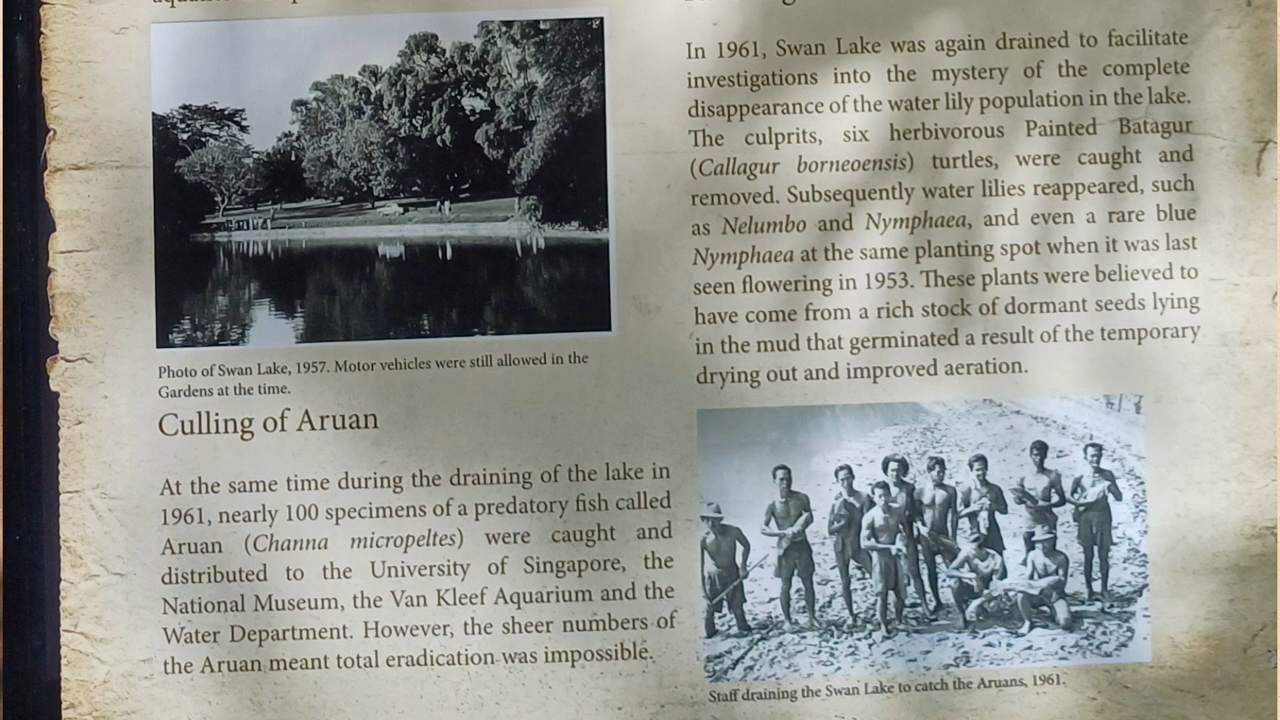 Photo of Swan Lake, 1957. Motor vehicles were still allowed in the
Gardens at the time.
Culling of Aruan
At the same time during the draining of the lake in
1961, nearly 100 specimens of a predatory fish called
Aruan (Channa micropeltes) were caught and
distributed to the University of Singapore, the
National Museum, the Van Kleef Aquarium and the
Water Department. However, the sheer numbers of
the Aruan meant total eradication was impossible.
In 1961, Swan Lake was again drained to facilitate
investigations into the mystery of the complete
disappearance of the water lily population in the lake.
The culprits, six herbivorous Painted Batagur
(Callagur borneoensis) turtles, were caught and
removed. Subsequently water lilies reappeared, such
as Nelumbo and Nymphaea, and even a rare blue
Nymphaea at the same planting spot when it was last
seen flowering in 1953. These plants were believed to
have come from a rich stock of dormant seeds lying
in the mud that germinated a result of the temporary
drying out and improved aeration.
Staff draining the Swan Lake to catch the Aruans, 1961.